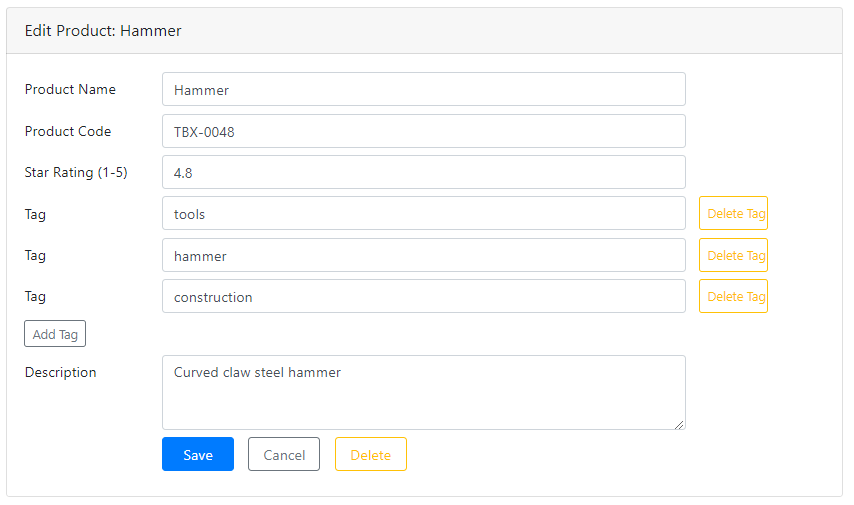 Edit Product: Hammer
Product Name Hammer
Product Code TBX-0048
Star Rating (1-5) 4.8
Tag tools Delete Tag
Tag hammer Delete Tag
Tag construction Delete Tag
Add Tag
Description Curved claw steel hammer
Save Cancel Delete